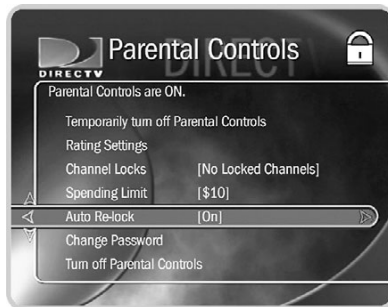 Parental Controls
DIRECTV
DIRECT
Parental Controls are ON.
Temporarily turn off Parental Controls
Rating Settings
Channel Locks [No Locked Channels]
Spending Limit [$10]
Auto Re-lock [On]
Change Password
Turn off Parental Controls